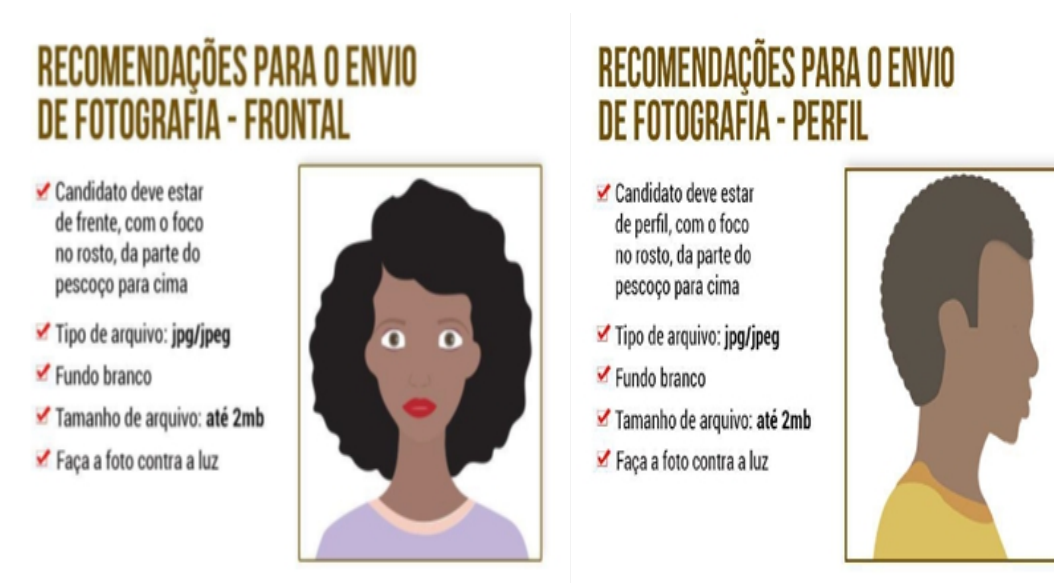 RECOMENDAÇÕES PARA O ENVIO
DE FOTOGRAFIA - FRONTAL
Candidato deve estar
de frente, com o foco
no rosto, da parte do
pescoço para cima
Tipo de arquivo: jpg/jpeg
Fundo branco
Tamanho de arquivo: até 2mb
Faça a foto contra a luz
RECOMENDAÇÕES PARA O ENVIO
DE FOTOGRAFIA - PERFIL
Candidato deve estar
de perfil, com o foco
no rosto, da parte do
pescoço para cima
Tipo de arquivo: jpg/jpeg
Fundo branco
Tamanho de arquivo: até 2mb
Faça a foto contra a luz